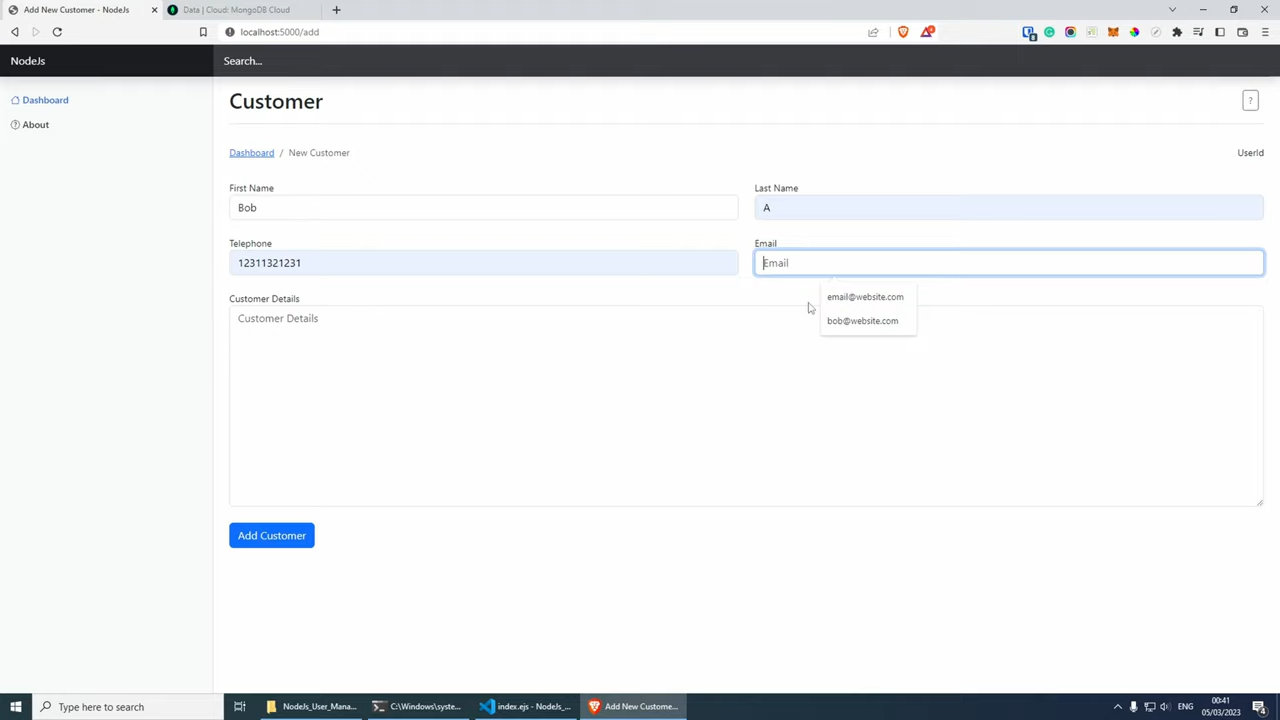 Add New Customer - NodeJs
Data | Cloud: MongoDB Cloud
localhost:5000/add
NodeJs
Search...
Dashboard
About
Customer
?
Dashboard / New Customer
UserId
First Name
Last Name
Bob
A
Telephone
Email
12311321231
Email
email@website.com
bob@website.com
Customer Details
Customer Details
Add Customer
Type here to search
NodeJs_User_Mana...
C:\Windows\syste...
index.ejs - NodeJs_...
Add New Custome...
ENG
00:41
05/03/2023